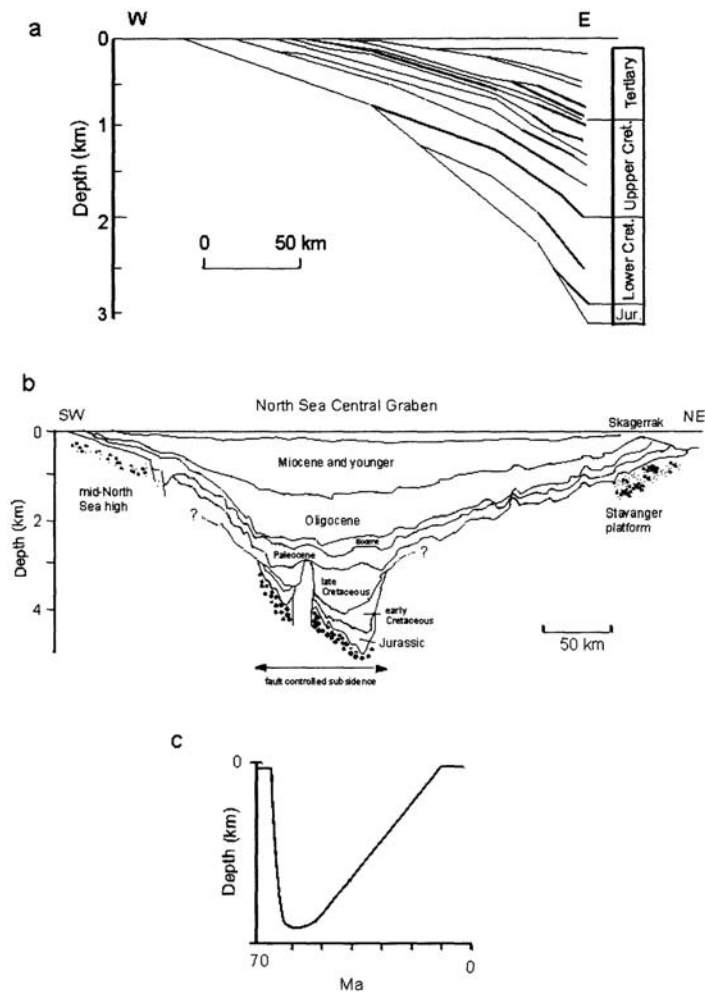 a
W
E
0
1
2
3
Depth (km)
0 50 km
Tertiary
Uppper Cret.
Lower Cret.
Jur.
b
North Sea Central Graben
SW
NE
Skagerrak
0
2
4
Depth (km)
Miocene and younger
mid-North
Sea high
Oligocene
Stavanger
platform
?
Eocene
Paleocene
?
late
Cretaceous
early
Cretaceous
Jurassic
50 km
fault controlled subsidence
c
0
Depth (km)
70
0
Ma